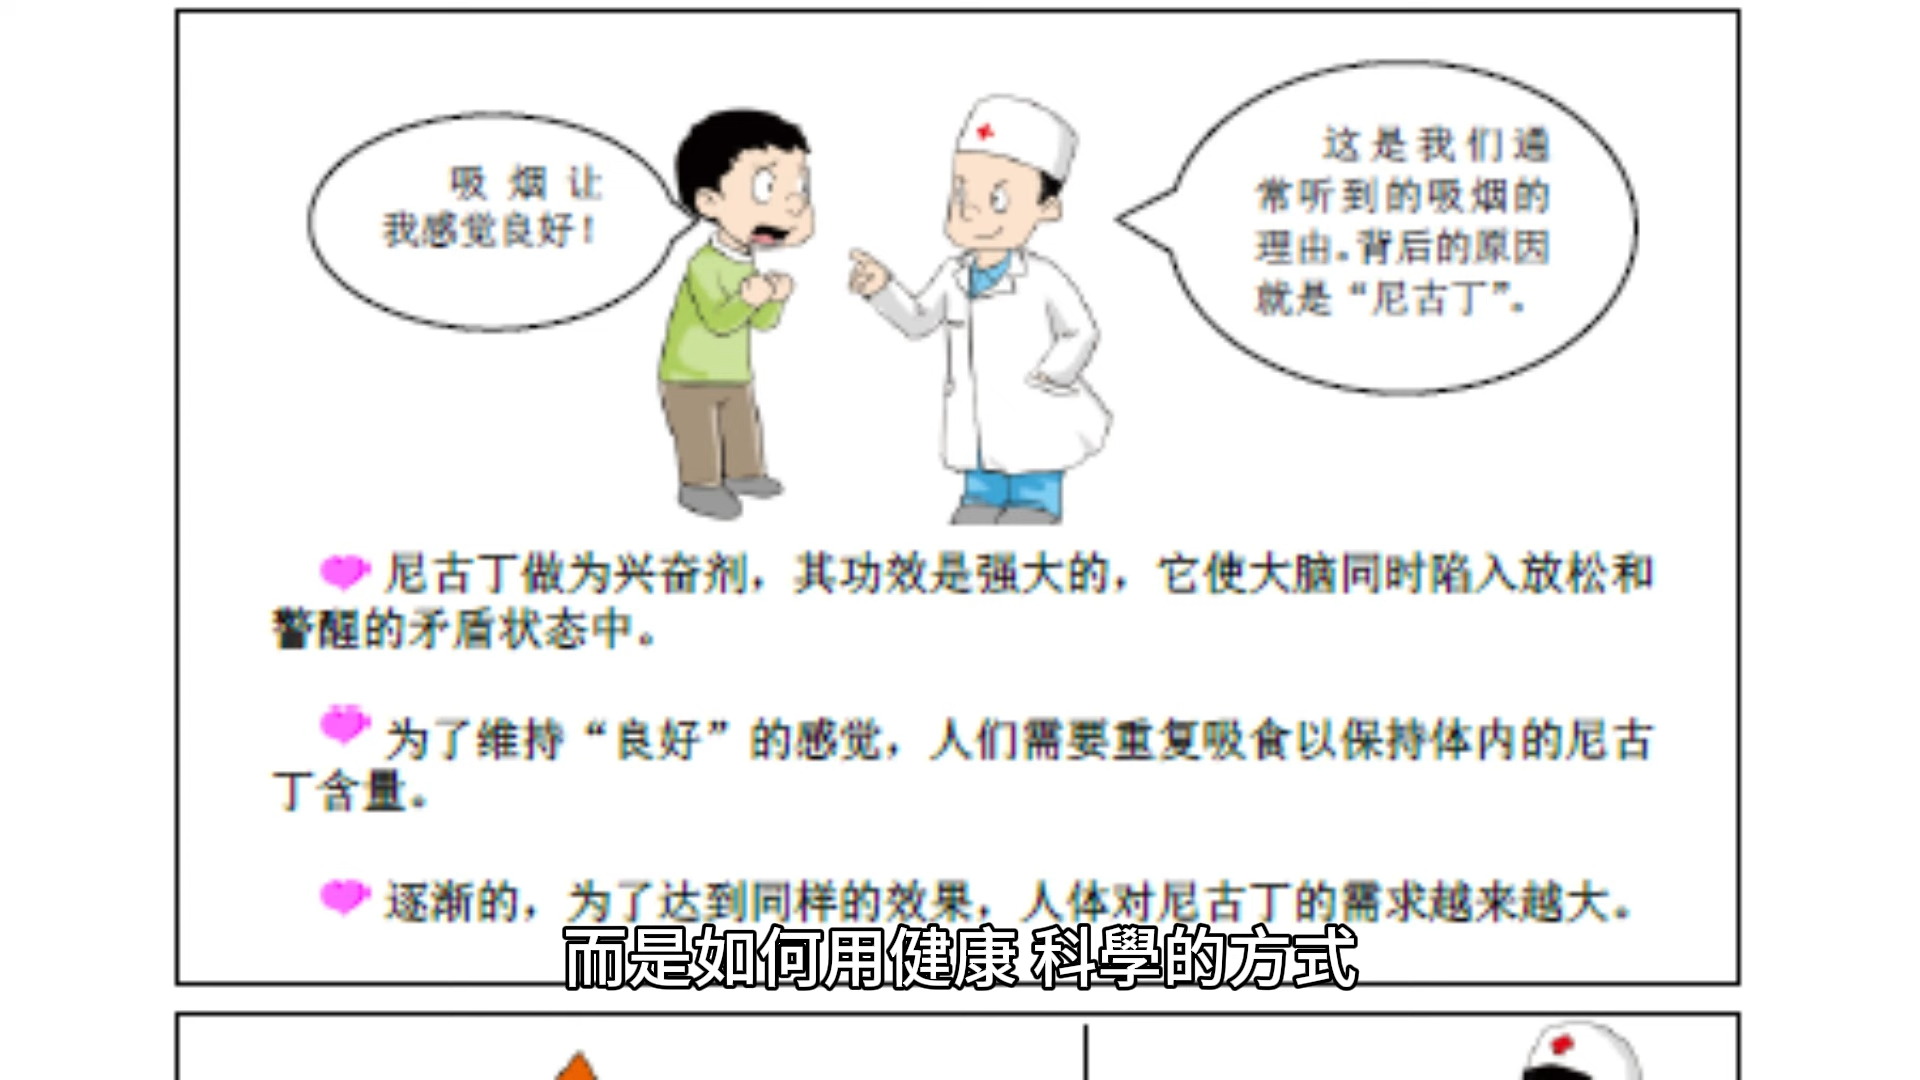 吸烟让
我感觉良好！
这是我们通
常听到的吸烟的
理由。背后的原因
就是“尼古丁”。
尼古丁做为兴奋剂，其功效是强大的，它使大脑同时陷入放松和
警醒的矛盾状态中。
为了维持“良好”的感觉，人们需要重复吸食以保持体内的尼古
丁含量。
逐渐的，为了达到同样的效果，人体对尼古丁的需求越来越大。
而是如何用健康 科學的方式